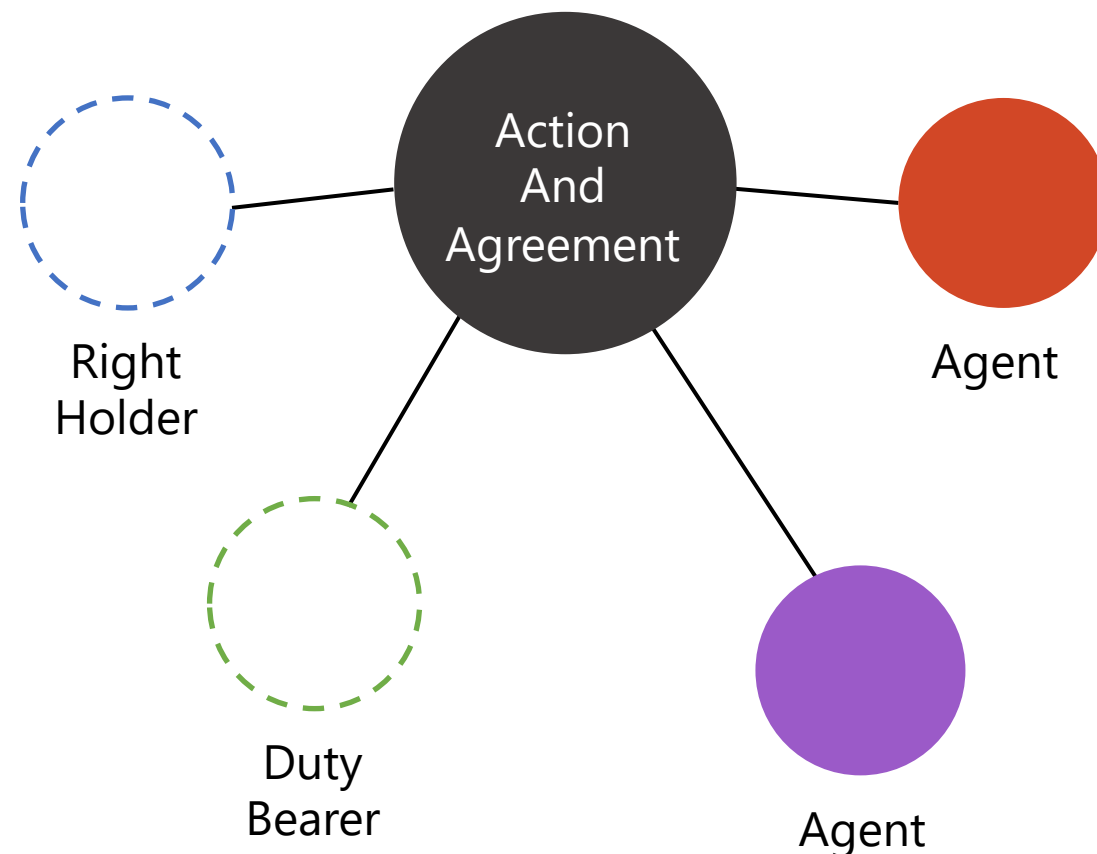 Action
And
Agreement
Right
Holder
Agent
Duty
Bearer
Agent